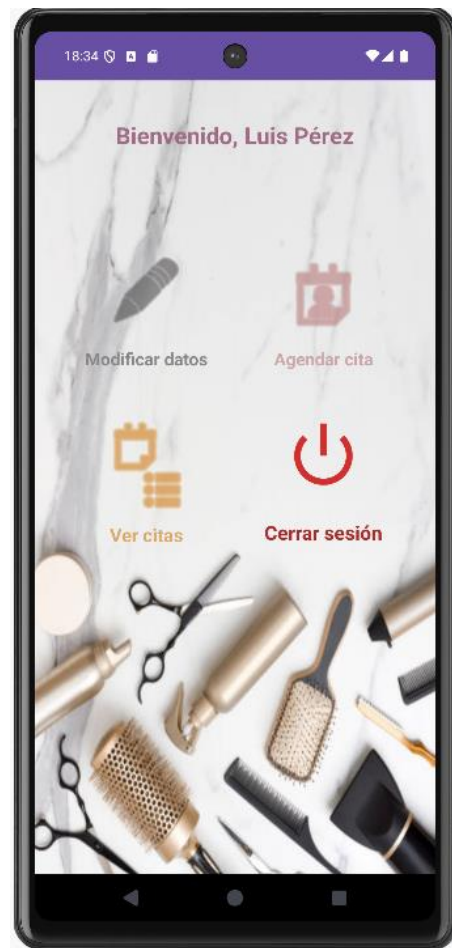 18:34
Bienvenido, Luis Pérez
Modificar datos
Agendar cita
Ver citas
Cerrar sesión